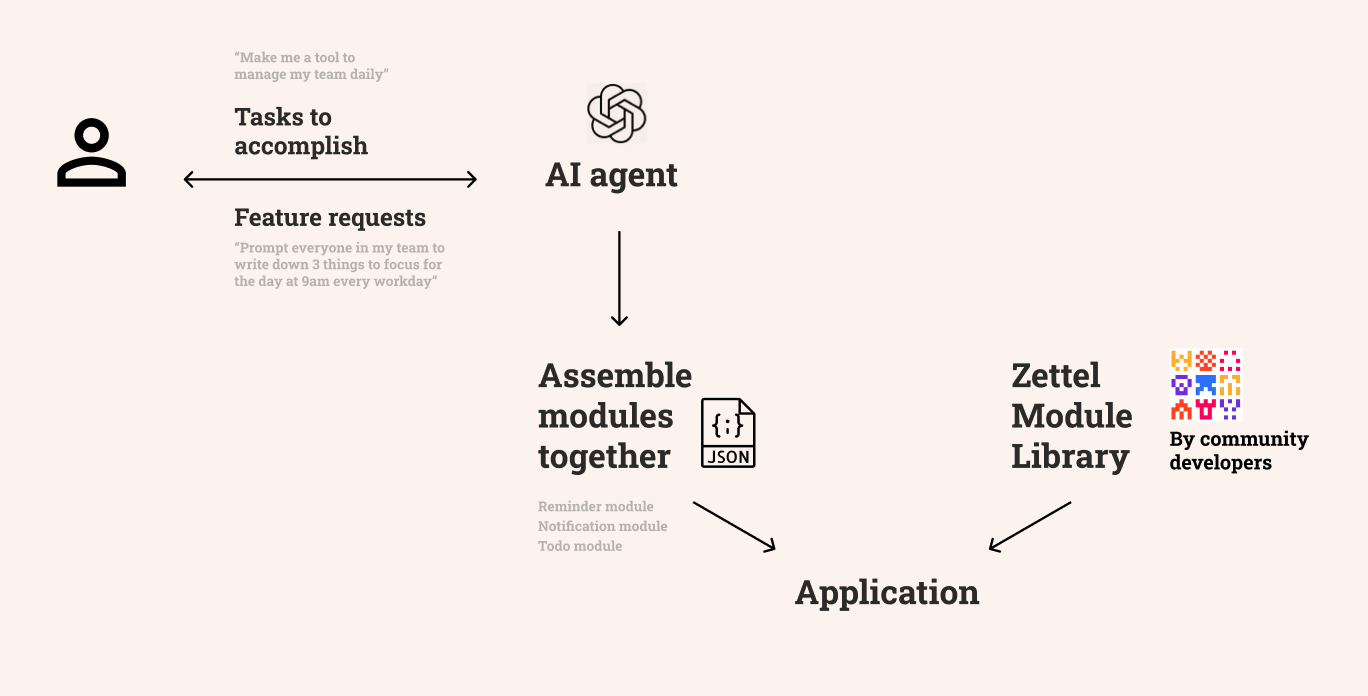 “Make me a tool to
manage my team daily”
Tasks to
accomplish
Feature requests
“Prompt everyone in my team to
write down 3 things to focus for
the day at 9am every workday”
AI agent
Assemble
modules
together
{;}
JSON
Reminder module
Notification module
Todo module
Zettel
Module
Library
By community
developers
Application